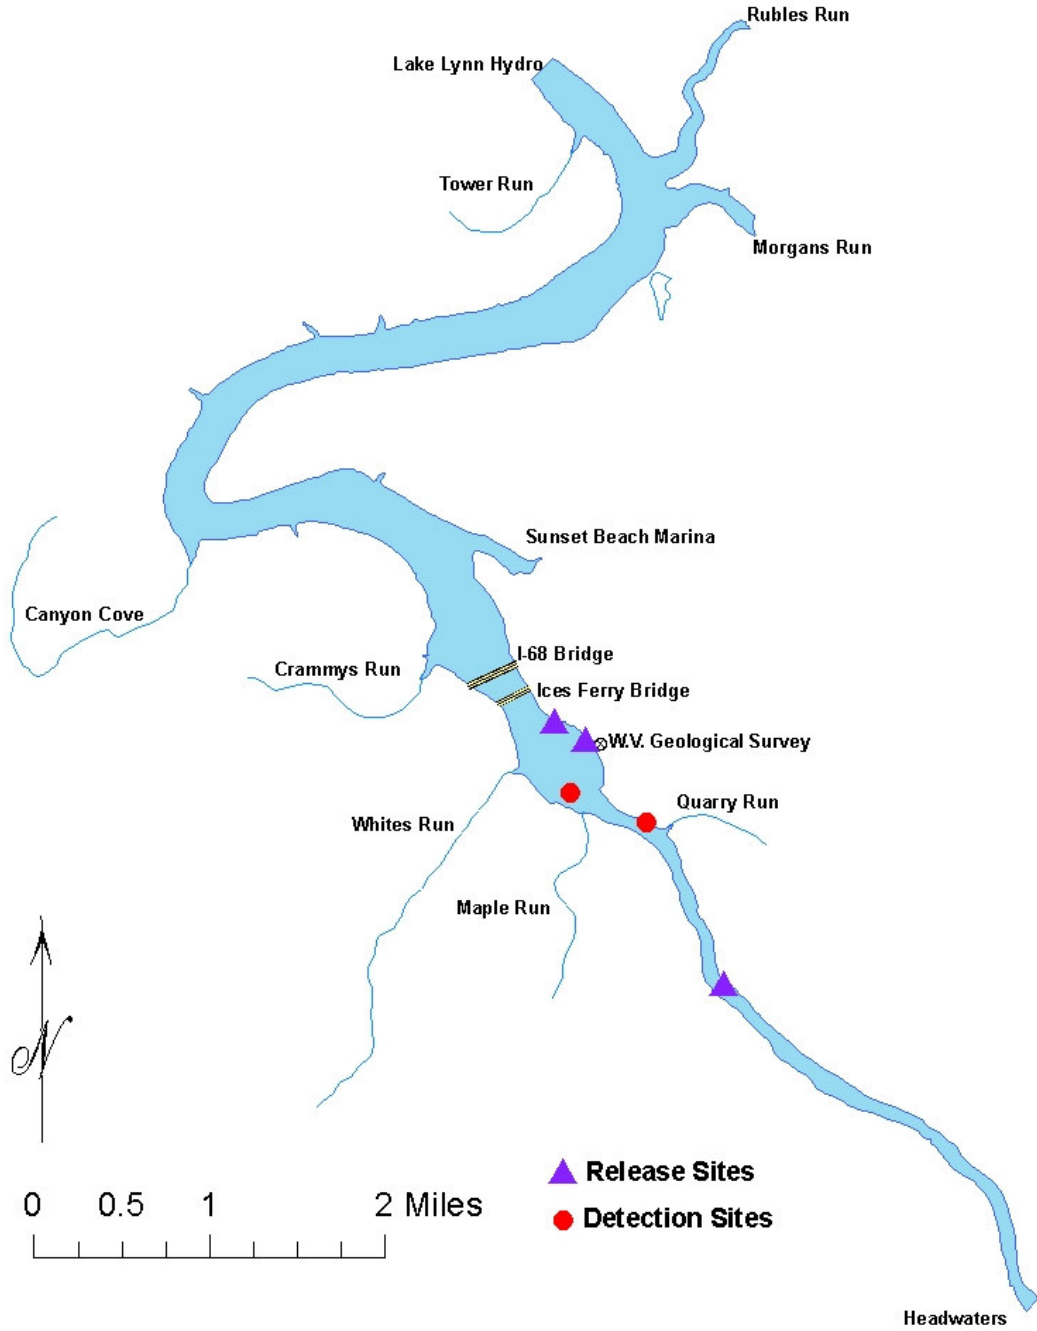 Rubles Run
Lake Lynn Hydro
Tower Run
Morgans Run
Sunset Beach Marina
Canyon Cove
I-68 Bridge
Crammys Run
Ices Ferry Bridge
W.V. Geological Survey
Quarry Run
Whites Run
Maple Run
N
Release Sites
0 0.5 1 2 Miles
Detection Sites
Headwaters